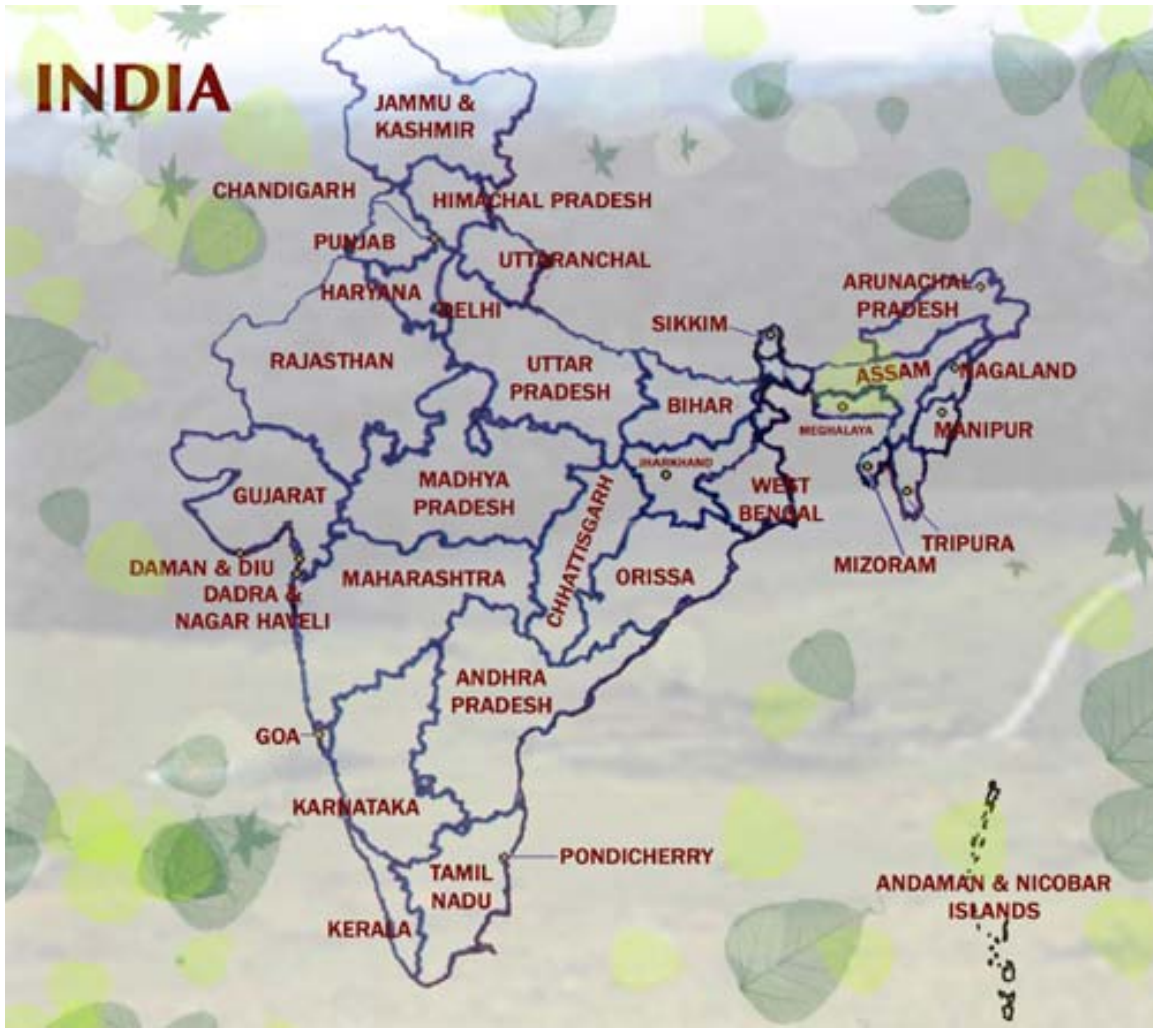 INDIA
JAMMU &
KASHMIR
CHANDIGARH
HIMACHAL PRADESH
PUNJAB
UTTARANCHAL
HARYANA
DELHI
ARUNACHAL
PRADESH
SIKKIM
RAJASTHAN
UTTAR
PRADESH
BIHAR
ASSAM
NAGALAND
MEGHALAYA
MANIPUR
JHARKHAND
GUJARAT
MADHYA
PRADESH
CHHATTISGARH
WEST
BENGAL
TRIPURA
MIZORAM
DAMAN & DIU
DADRA &
NAGAR HAVELI
MAHARASHTRA
ORISSA
ANDHRA
PRADESH
GOA
KARNATAKA
PONDICHERRY
TAMIL
NADU
KERALA
ANDAMAN & NICOBAR
ISLANDS